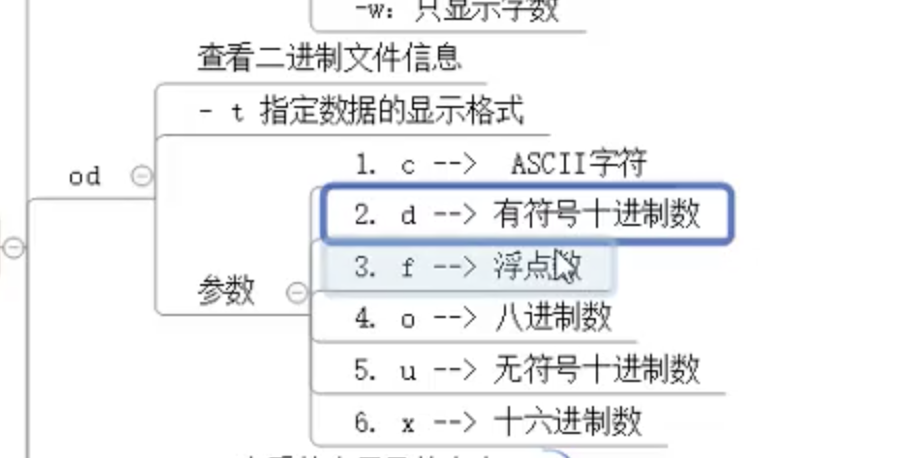 -w: 只显示字数
查看二进制文件信息
- t 指定数据的显示格式
od
参数
1. c --> ASCII字符
2. d --> 有符号十进制数
3. f --> 浮点数
4. o --> 八进制数
5. u --> 无符号十进制数
6. x --> 十六进制数